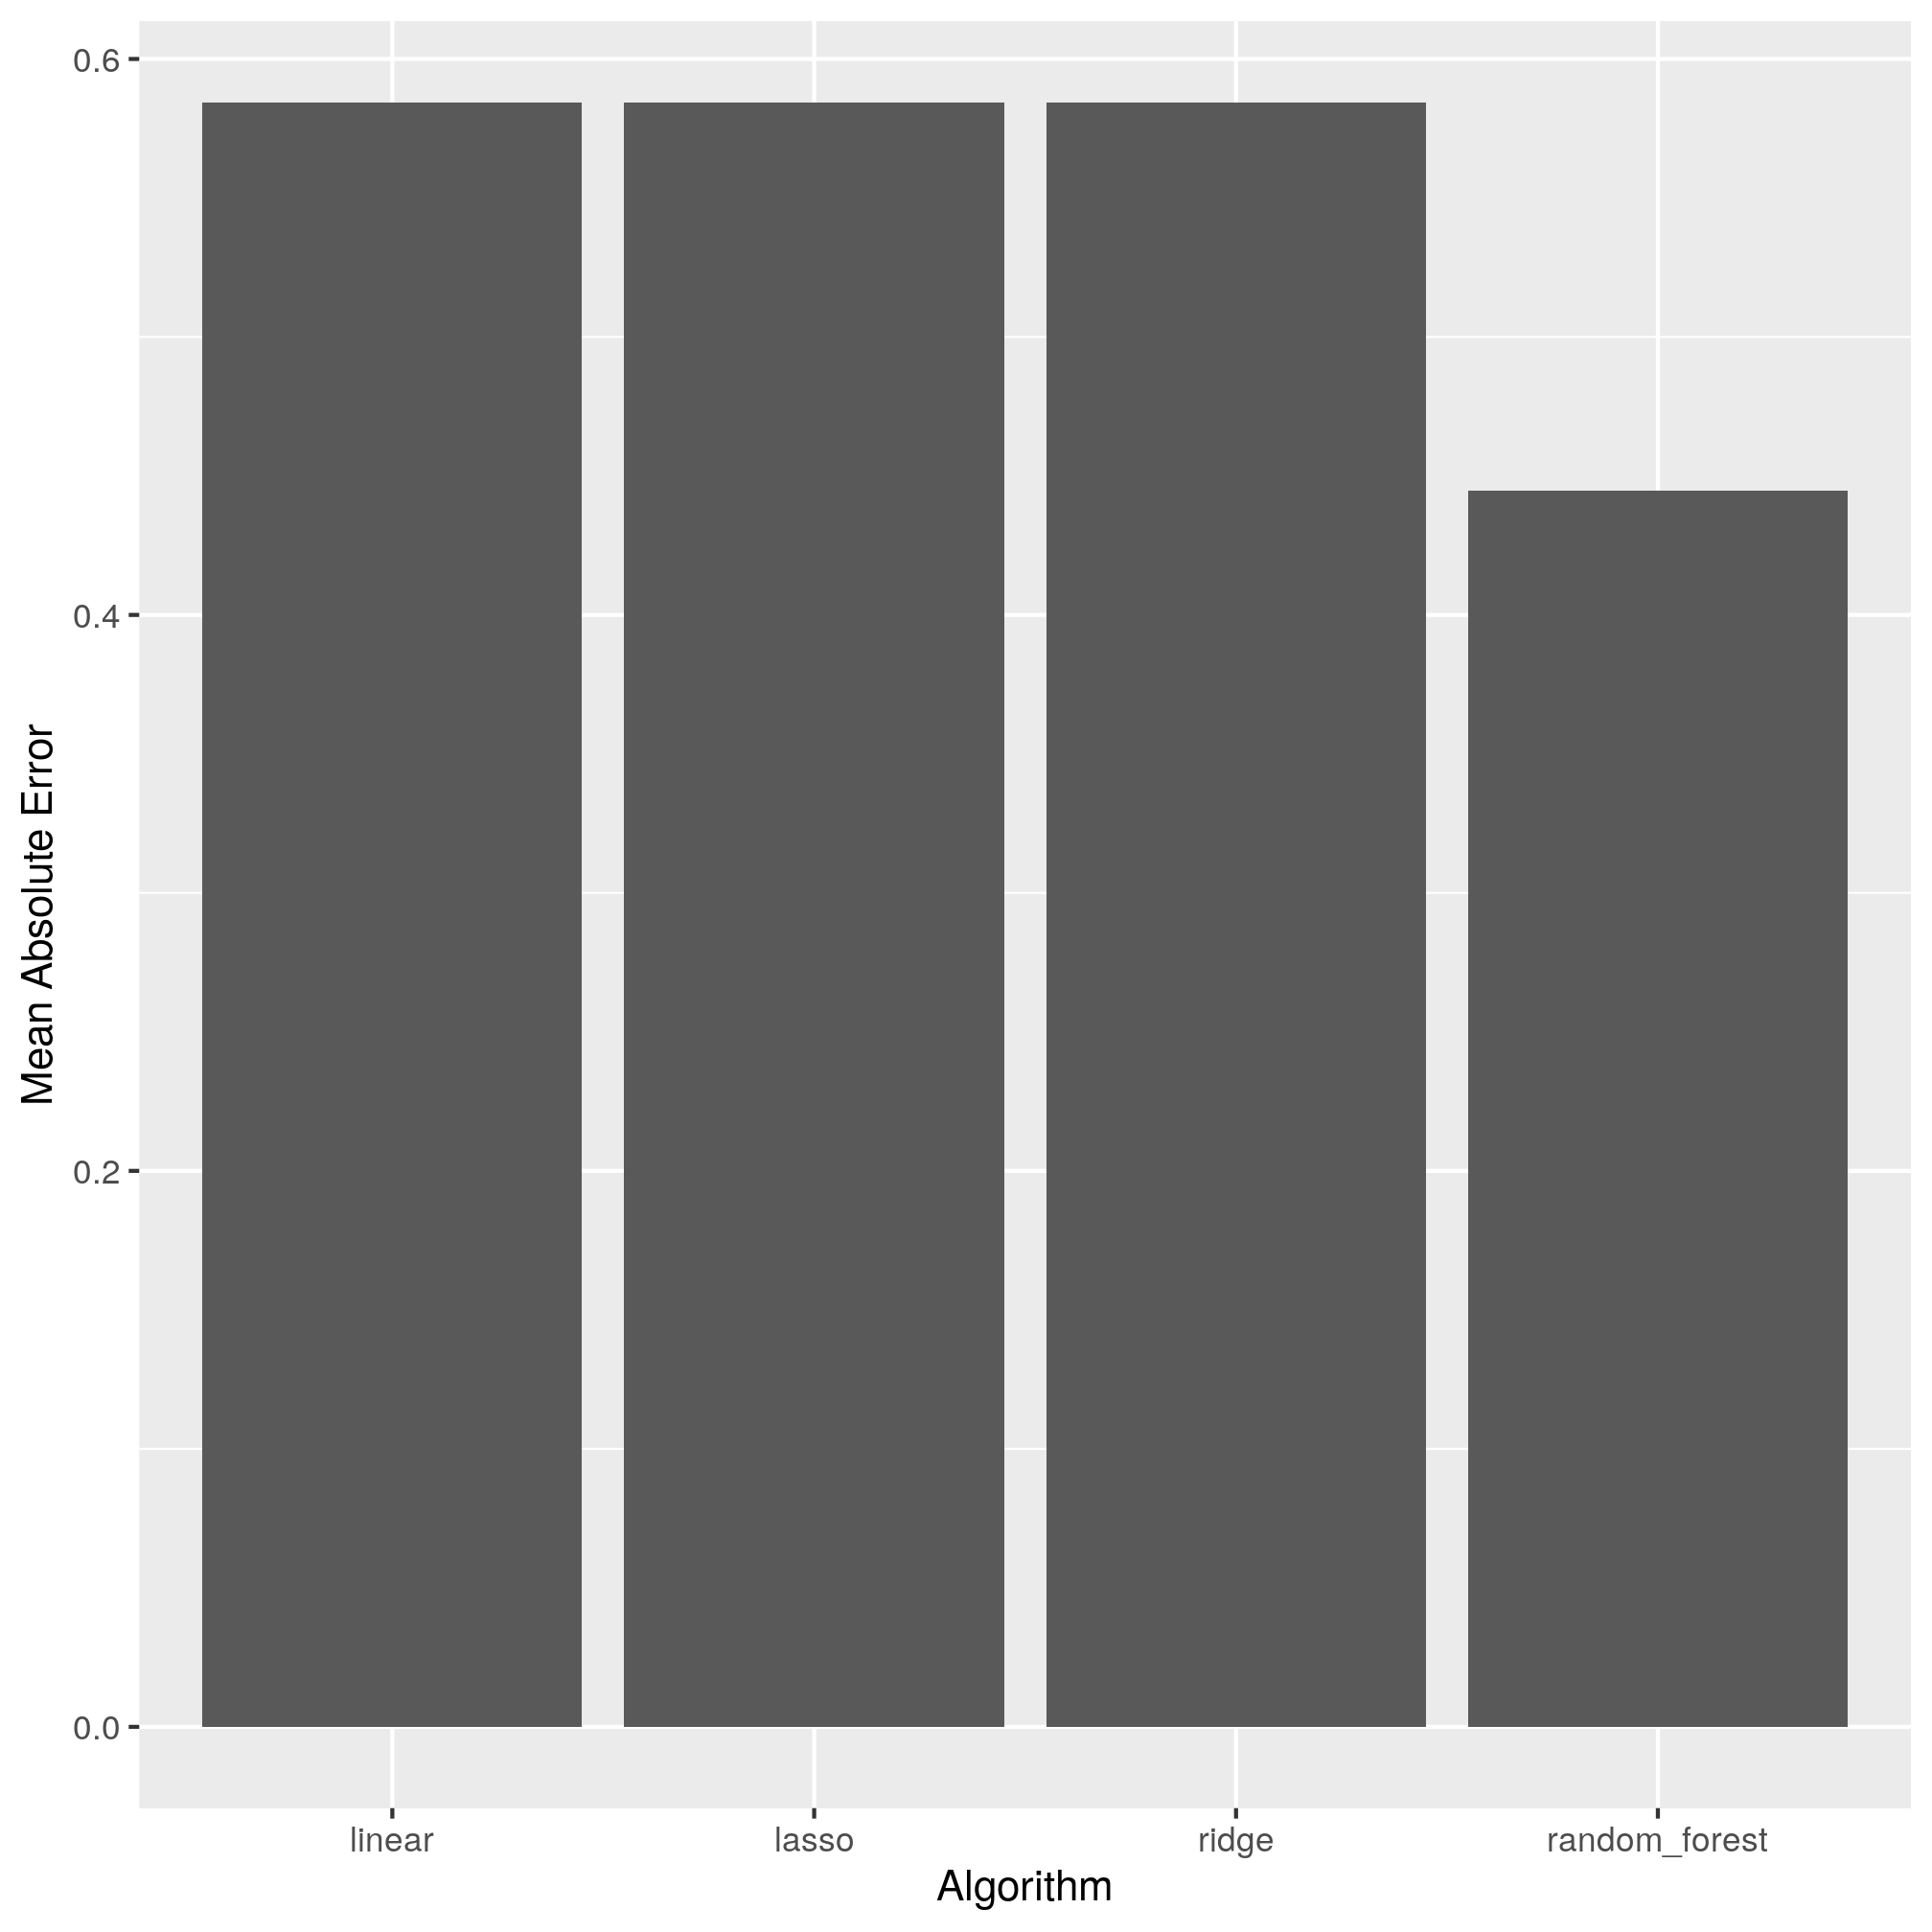 Mean Absolute Error
0.6
0.4
0.2
0.0
linear
lasso
ridge
random_forest
Algorithm